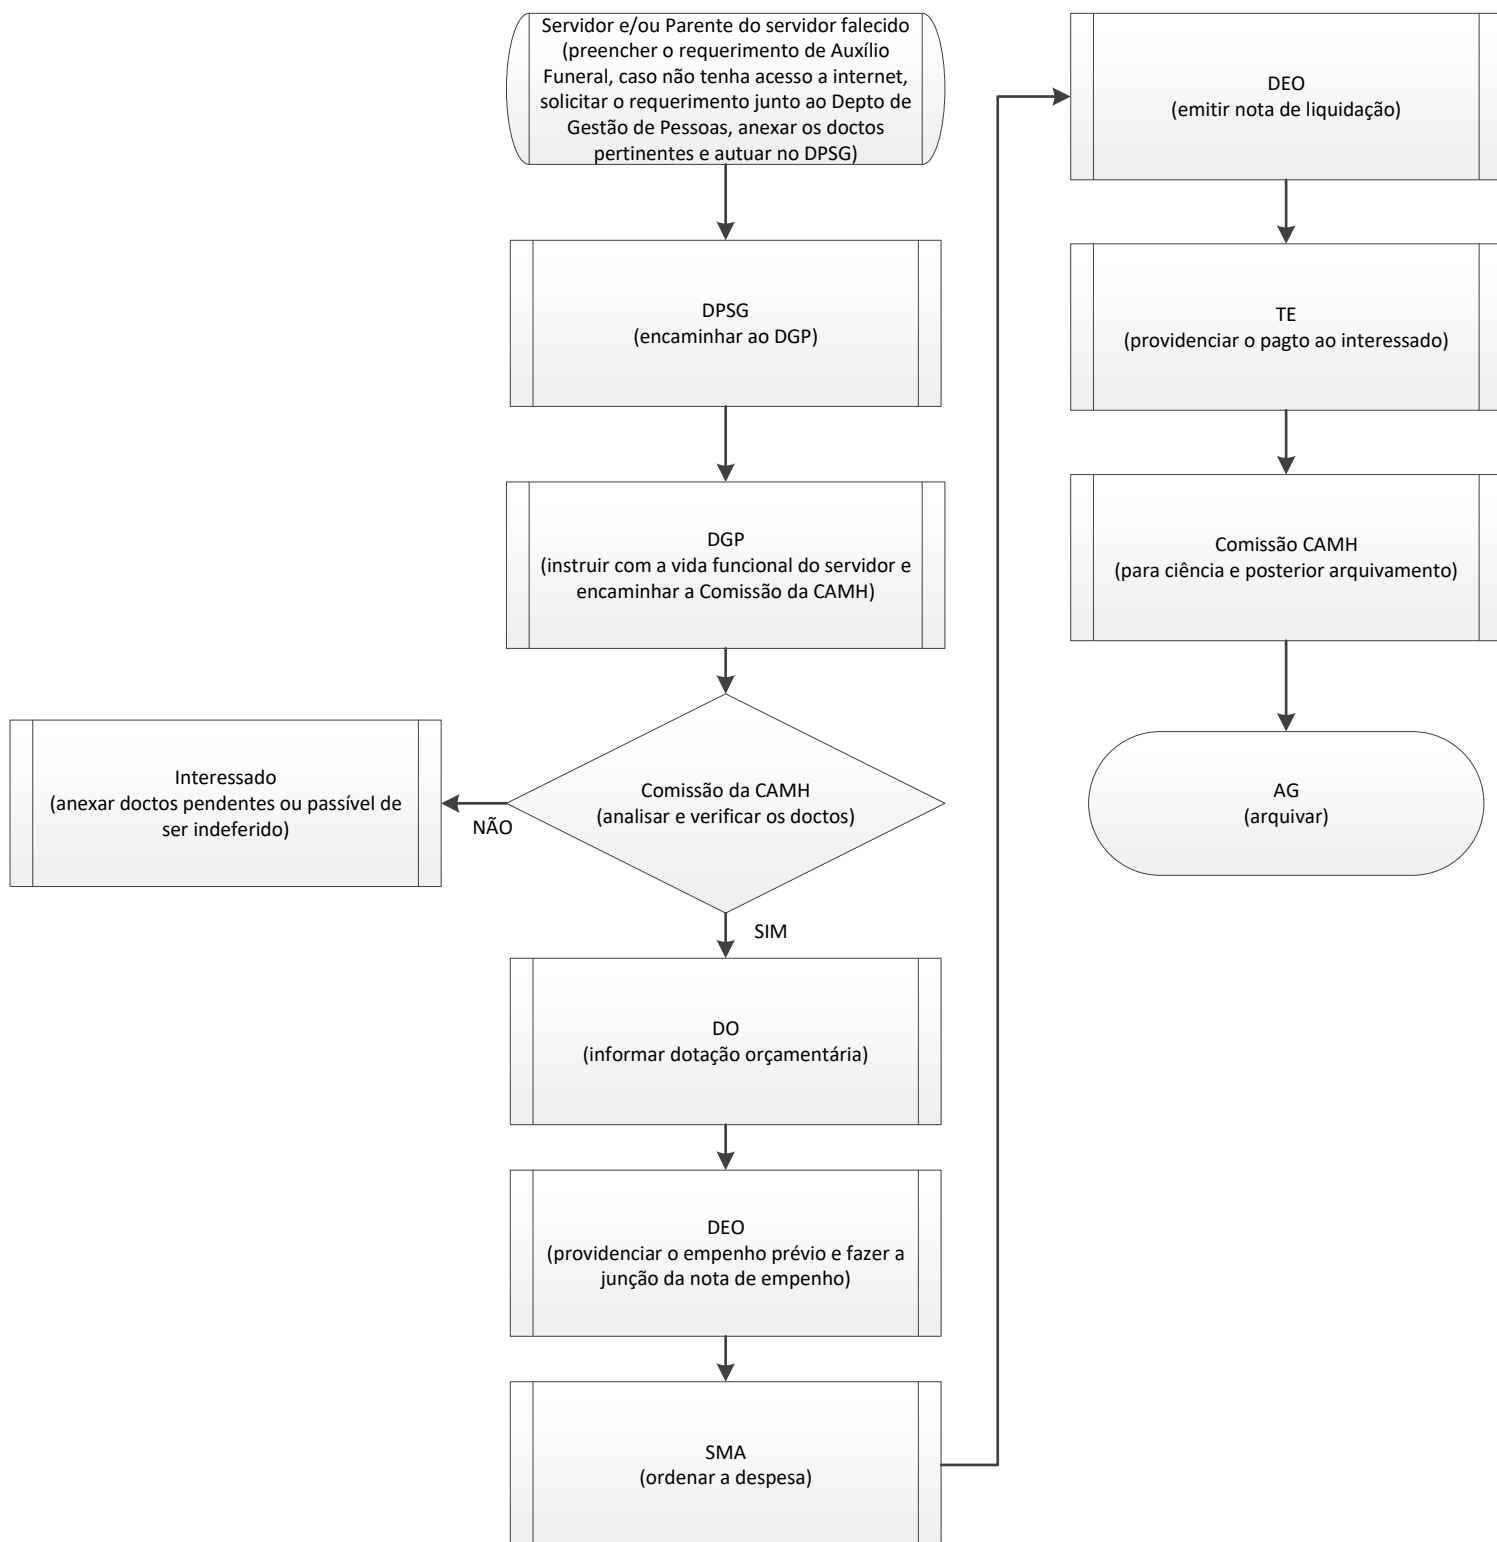 Servidor e/ou Parente do servidor falecido
(preencher o requerimento de Auxílio
Funeral, caso não tenha acesso a internet,
solicitar o requerimento junto ao Depto de
Gestão de Pessoas, anexar os doctos
pertinentes e autuar no DPSG)
DPSG
(encaminhar ao DGP)
DGP
(instruir com a vida funcional do servidor e
encaminhar a Comissão da CAMH)
Comissão da CAMH
(analisar e verificar os doctos)
NÃO
Interessado
(anexar doctos pendentes ou passível de
ser indeferido)
SIM
DO
(informar dotação orçamentária)
DEO
(providenciar o empenho prévio e fazer a
junção da nota de empenho)
SMA
(ordenar a despesa)
DEO
(emitir nota de liquidação)
TE
(providenciar o pagto ao interessado)
Comissão CAMH
(para ciência e posterior arquivamento)
AG
(arquivar)